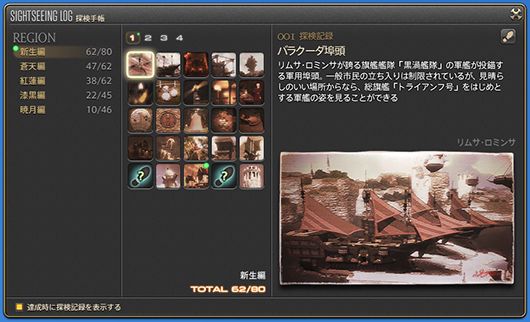 SIGHTSEEING LOG 探検手帳
REGION
新生編 62/80
蒼天編 47/62
紅蓮編 38/62
漆黒編 22/45
暁月編 10/46
1 2 3 4
新生編
TOTAL 62/80
001 探検記録
バラクーダ埠頭
リムサ・ロミンサが誇る旗艦艦隊「黒渦艦隊」の軍艦が投錨す
る軍用埠頭。一般市民の立ち入りは制限されているが、見晴
らしのいい場所からなら、総旗艦「トライアンフ号」をはじめと
する軍艦の姿を見ることができる
リムサ・ロミンサ
達成時に探検記録を表示する